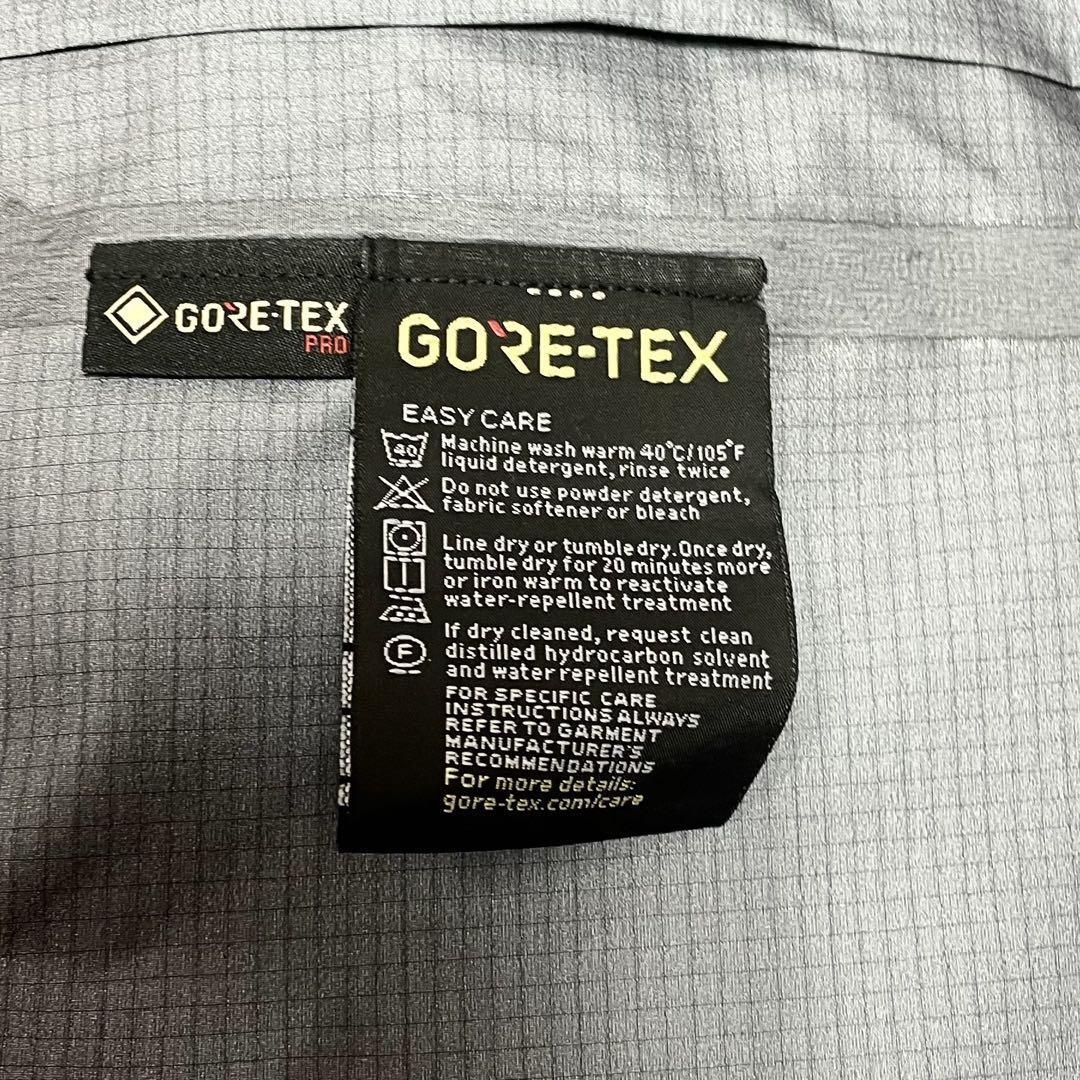 GORE-TEX
PRO
GORE-TEX
EASY CARE
40
Machine wash warm 40°C/105°F
liquid detergent, rinse twice
Do not use powder detergent,
fabric softener or bleach
Line dry or tumble dry. Once dry,
tumble dry for 20 minutes more
or iron warm to reactivate
water-repellent treatment
F
If dry cleaned, request clean
distilled hydrocarbon solvent
and water repellent treatment
FOR SPECIFIC CARE
INSTRUCTIONS ALWAYS
REFER TO GARMENT
MANUFACTURER'S
RECOMMENDATIONS
For more details:
gore-tex.com/care